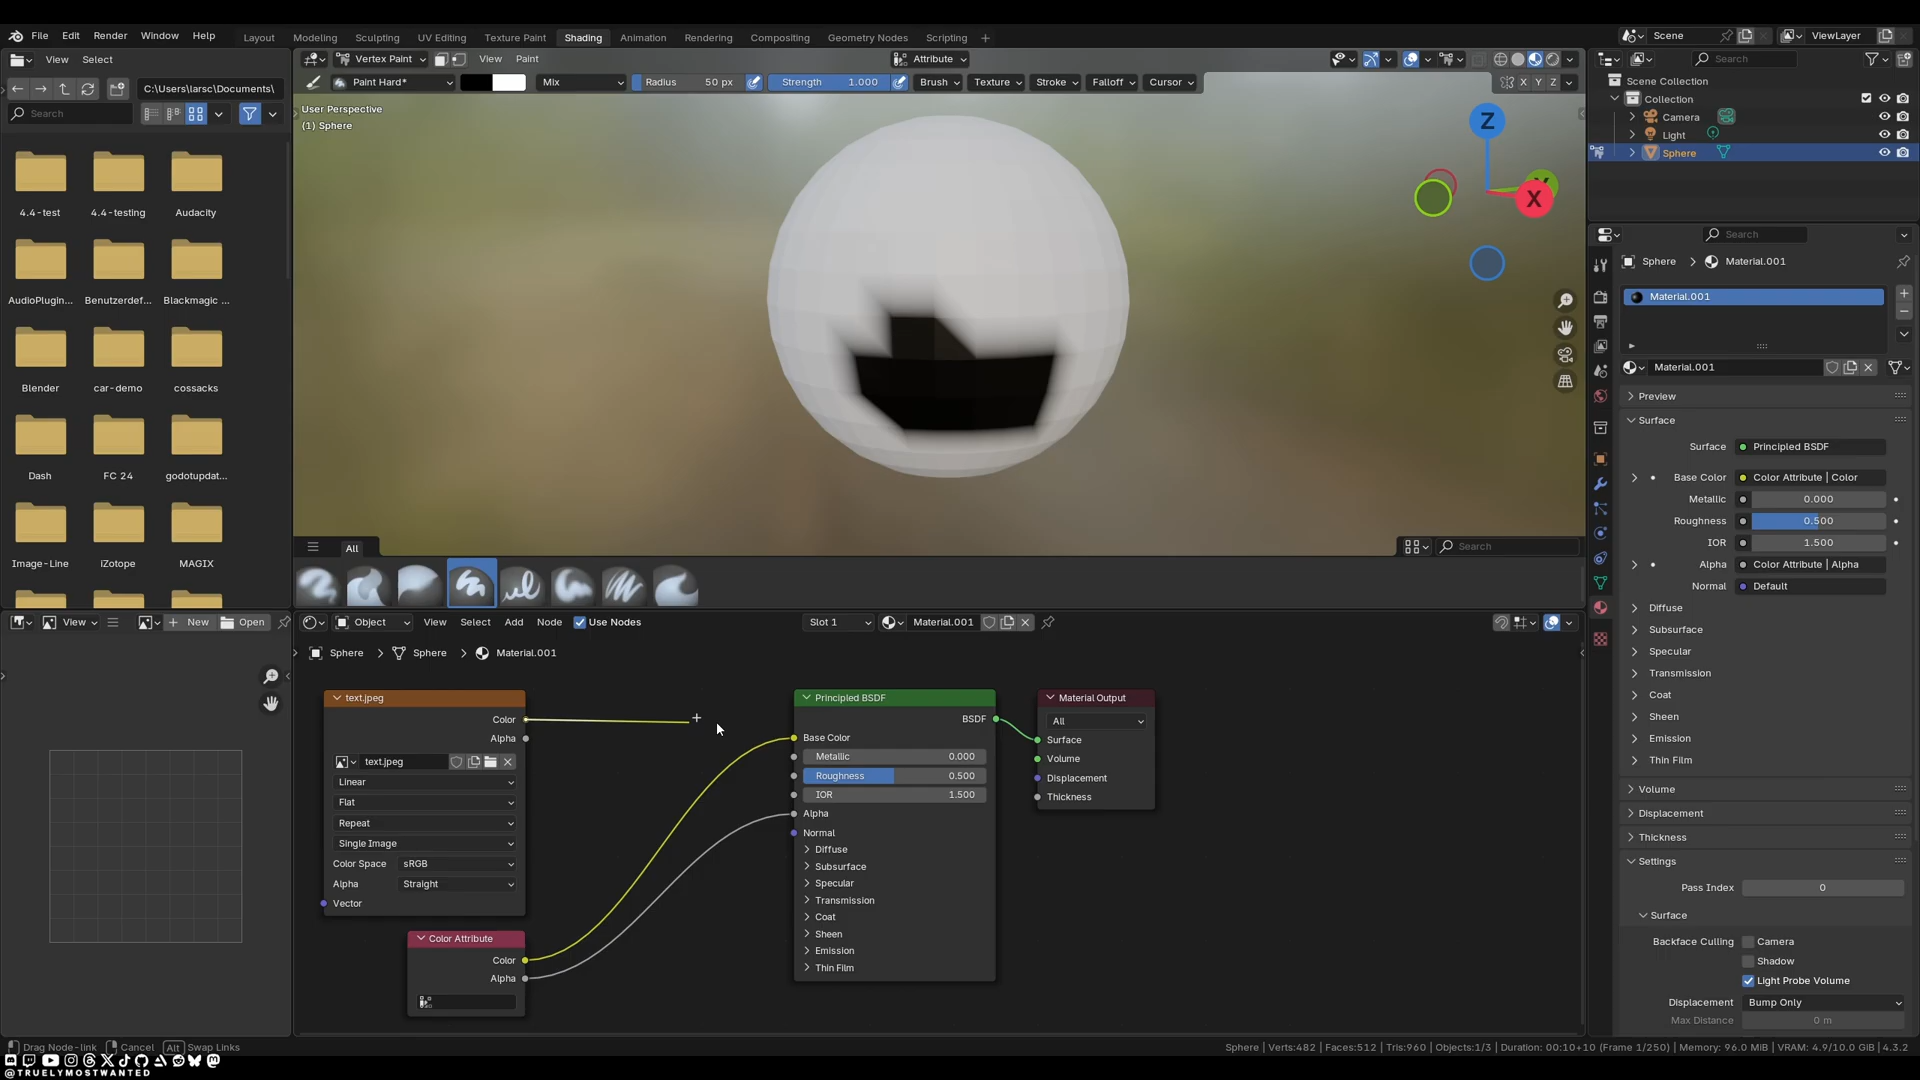 File Edit Render Window Help
Layout Modeling Sculpting UV Editing Texture Paint Shading Animation Rendering Compositing Geometry Nodes Scripting +
Scene
ViewLayer
View Select
C:\Users\larsc\Documents\
Search
4.4-test 4.4-testing Audacity
AudioPlugin... Benutzerdef... Blackmagic ...
Blender car-demo cossacks
Dash FC 24 godotupdat...
Image-Line iZotope MAGIX
Vertex Paint View Paint
Attribute
Paint Hard* Mix Radius 50 px Strength 1.000 Brush Texture Stroke Falloff Cursor
X Y Z
User Perspective
(1) Sphere
Z
Y
X
All
Search
Search
Scene Collection
Collection
Camera
Light
Sphere
Search
Sphere > Material.001
Material.001
Material.001
Preview
Surface
Surface Principled BSDF
Base Color Color Attribute | Color
Metallic 0.000
Roughness 0.500
IOR 1.500
Alpha Color Attribute | Alpha
Normal Default
Diffuse
Subsurface
Specular
Transmission
Coat
Sheen
Emission
Thin Film
Volume
Displacement
Thickness
Settings
Pass Index 0
Surface
Backface Culling Camera
Shadow
Light Probe Volume
Displacement Bump Only
Max Distance 0 m
View New Open
Object View Select Add Node Use Nodes
Slot 1
Material.001
Sphere > Sphere > Material.001
text.jpeg
Color
Alpha
text.jpeg
Linear
Flat
Repeat
Single Image
Color Space sRGB
Alpha Straight
Vector
Color Attribute
Color
Alpha
Principled BSDF
BSDF
Base Color
Metallic 0.000
Roughness 0.500
IOR 1.500
Alpha
Normal
Diffuse
Subsurface
Specular
Transmission
Coat
Sheen
Emission
Thin Film
Material Output
All
Surface
Volume
Displacement
Thickness
Drag Node-link Cancel Alt Swap Links
Sphere | Verts:482 | Faces:512 | Tris:960 | Objects:1/3 | Duration: 00:10+10 (Frame 1/250) | Memory: 96.0 MiB | VRAM: 4.9/10.0 GiB | 4.3.2
@TRUELYMOSTWANTED